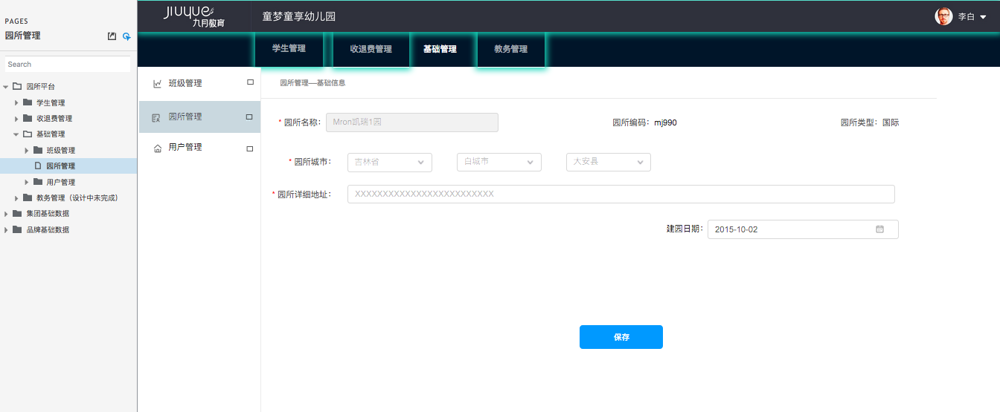 PAGES
园所管理
Search
园所平台
学生管理
收退费管理
基础管理
班级管理
园所管理
用户管理
教务管理（设计中未完成）
集团基础数据
品牌基础数据
JIUYUE
九月教育
童梦童享幼儿园
李白
学生管理 收退费管理 基础管理 教务管理
班级管理
园所管理
用户管理
园所管理—基础信息
* 园所名称： Mron凯瑞1园 园所编码：mj990 园所类型：国际
* 园所城市： 吉林省 白城市 大安县
* 园所详细地址： XXXXXXXXXXXXXXXXXXXXXXXXX
建园日期： 2015-10-02
保存